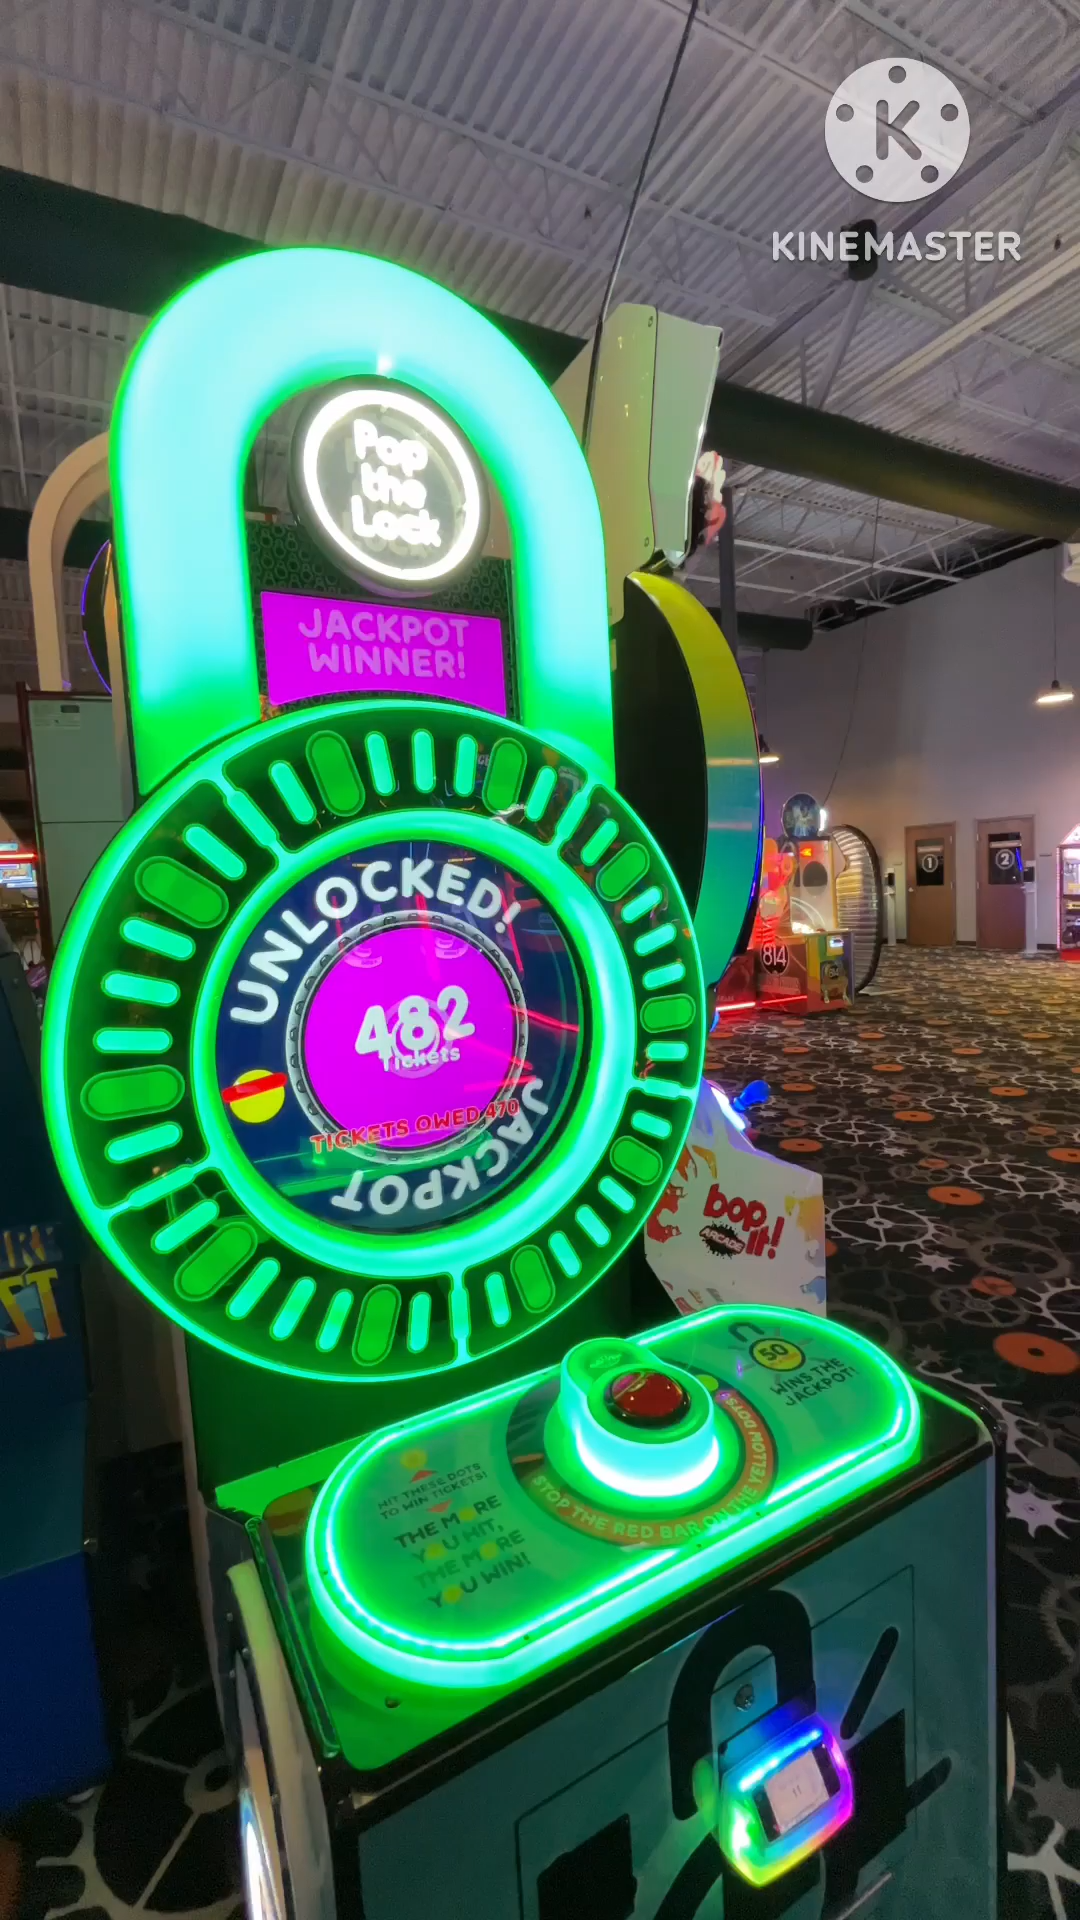 KINEMASTER
Pop
the
Lock
JACKPOT
WINNER!
UNLOCKED!
482
Tickets
TICKETS OWED 470
JACKPOT
1
2
814
bop
it!
ARCADE
50
WINS THE
JACKPOT!
HIT THESE DOTS
TO WIN TICKETS!
THE MORE
YOU HIT,
THE MORE
YOU WIN!
STOP THE RED BAR ON THE YELLOW DOTS!